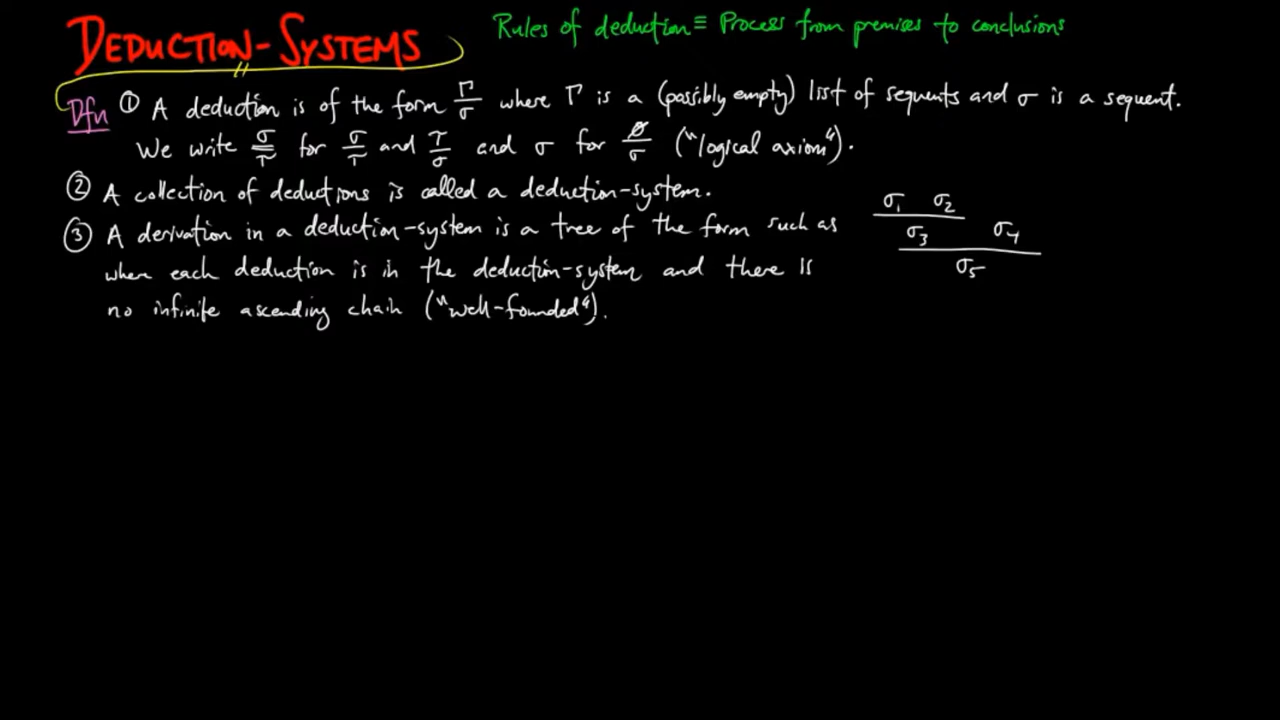 DEDUCTION-SYSTEMS
Rules of deduction ≡ Process from premises to conclusions
Dfn ① A deduction is of the form Γ/σ where Γ is a (possibly empty) list of sequents and σ is a sequent.
We write σ/τ for σ/τ and τ/σ and σ for ∅/σ ("logical axiom").
② A collection of deductions is called a deduction-system.
③ A derivation in a deduction-system is a tree of the form such as
σ₁ σ₂
σ₃ σ₄
σ₅
when each deduction is in the deduction-system and there is
no infinite ascending chain ("well-founded").